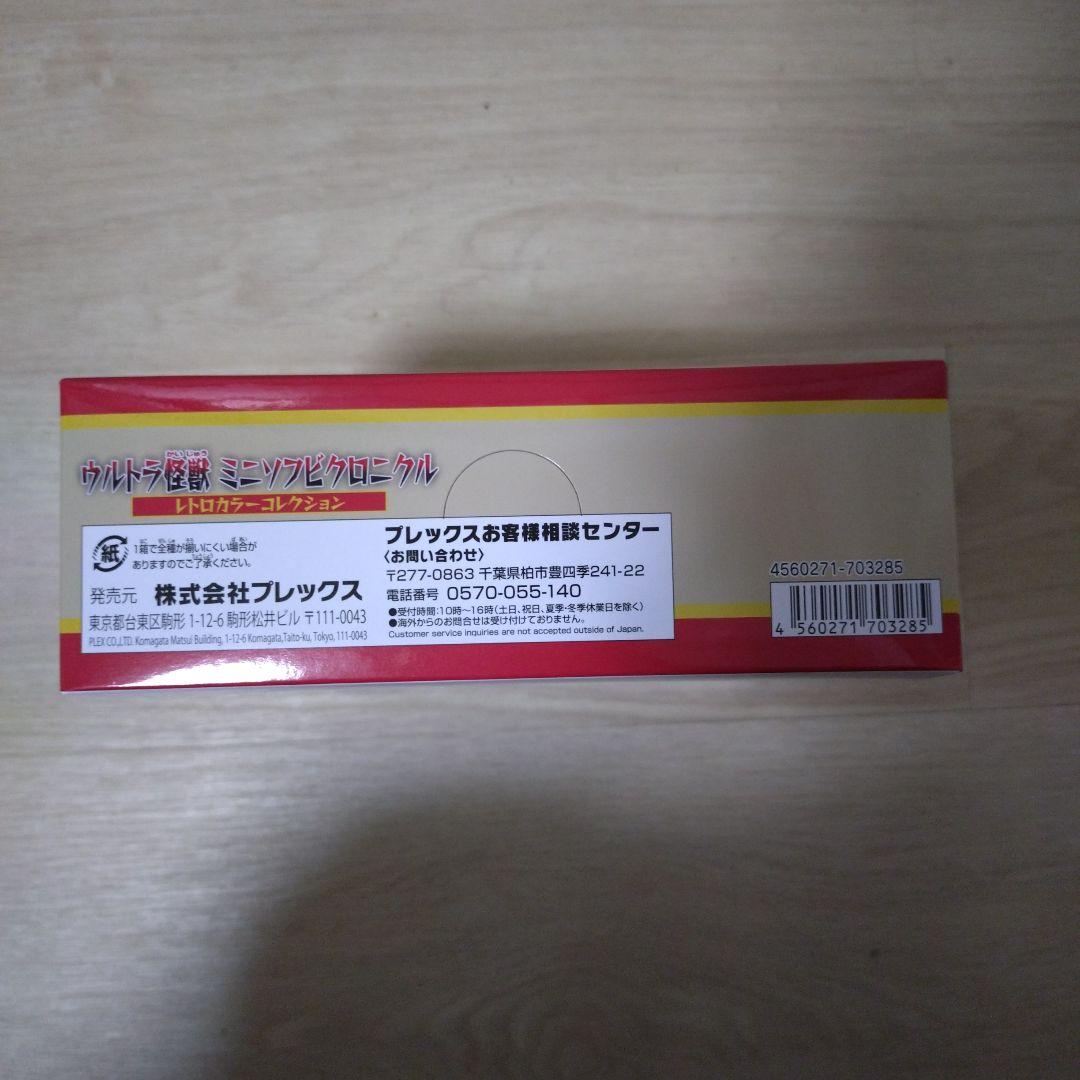 ウルトラ怪獣 ミニソフビクロニクル
かいじゅう
レトロカラーコレクション
紙
1箱で全種が揃いにくい場合が
ありますのでご了承ください。
発売元 株式会社プレックス
東京都台東区駒形 1-12-6 駒形松井ビル 〒111-0043
PLEX CO.,LTD. Komagata Matsui Building, 1-12-6 Komagata,Taito-ku, Tokyo, 111-0043
プレックスお客様相談センター
〈お問い合わせ〉
〒277-0863 千葉県柏市豊四季241-22
電話番号 0570-055-140
●受付時間:10時〜16時(土日、祝日、夏季・冬季休業日を除く)
●海外からのお問合せは受け付けておりません。
Customer service inquiries are not accepted outside of Japan.
4560271-703285
4 560271 703285